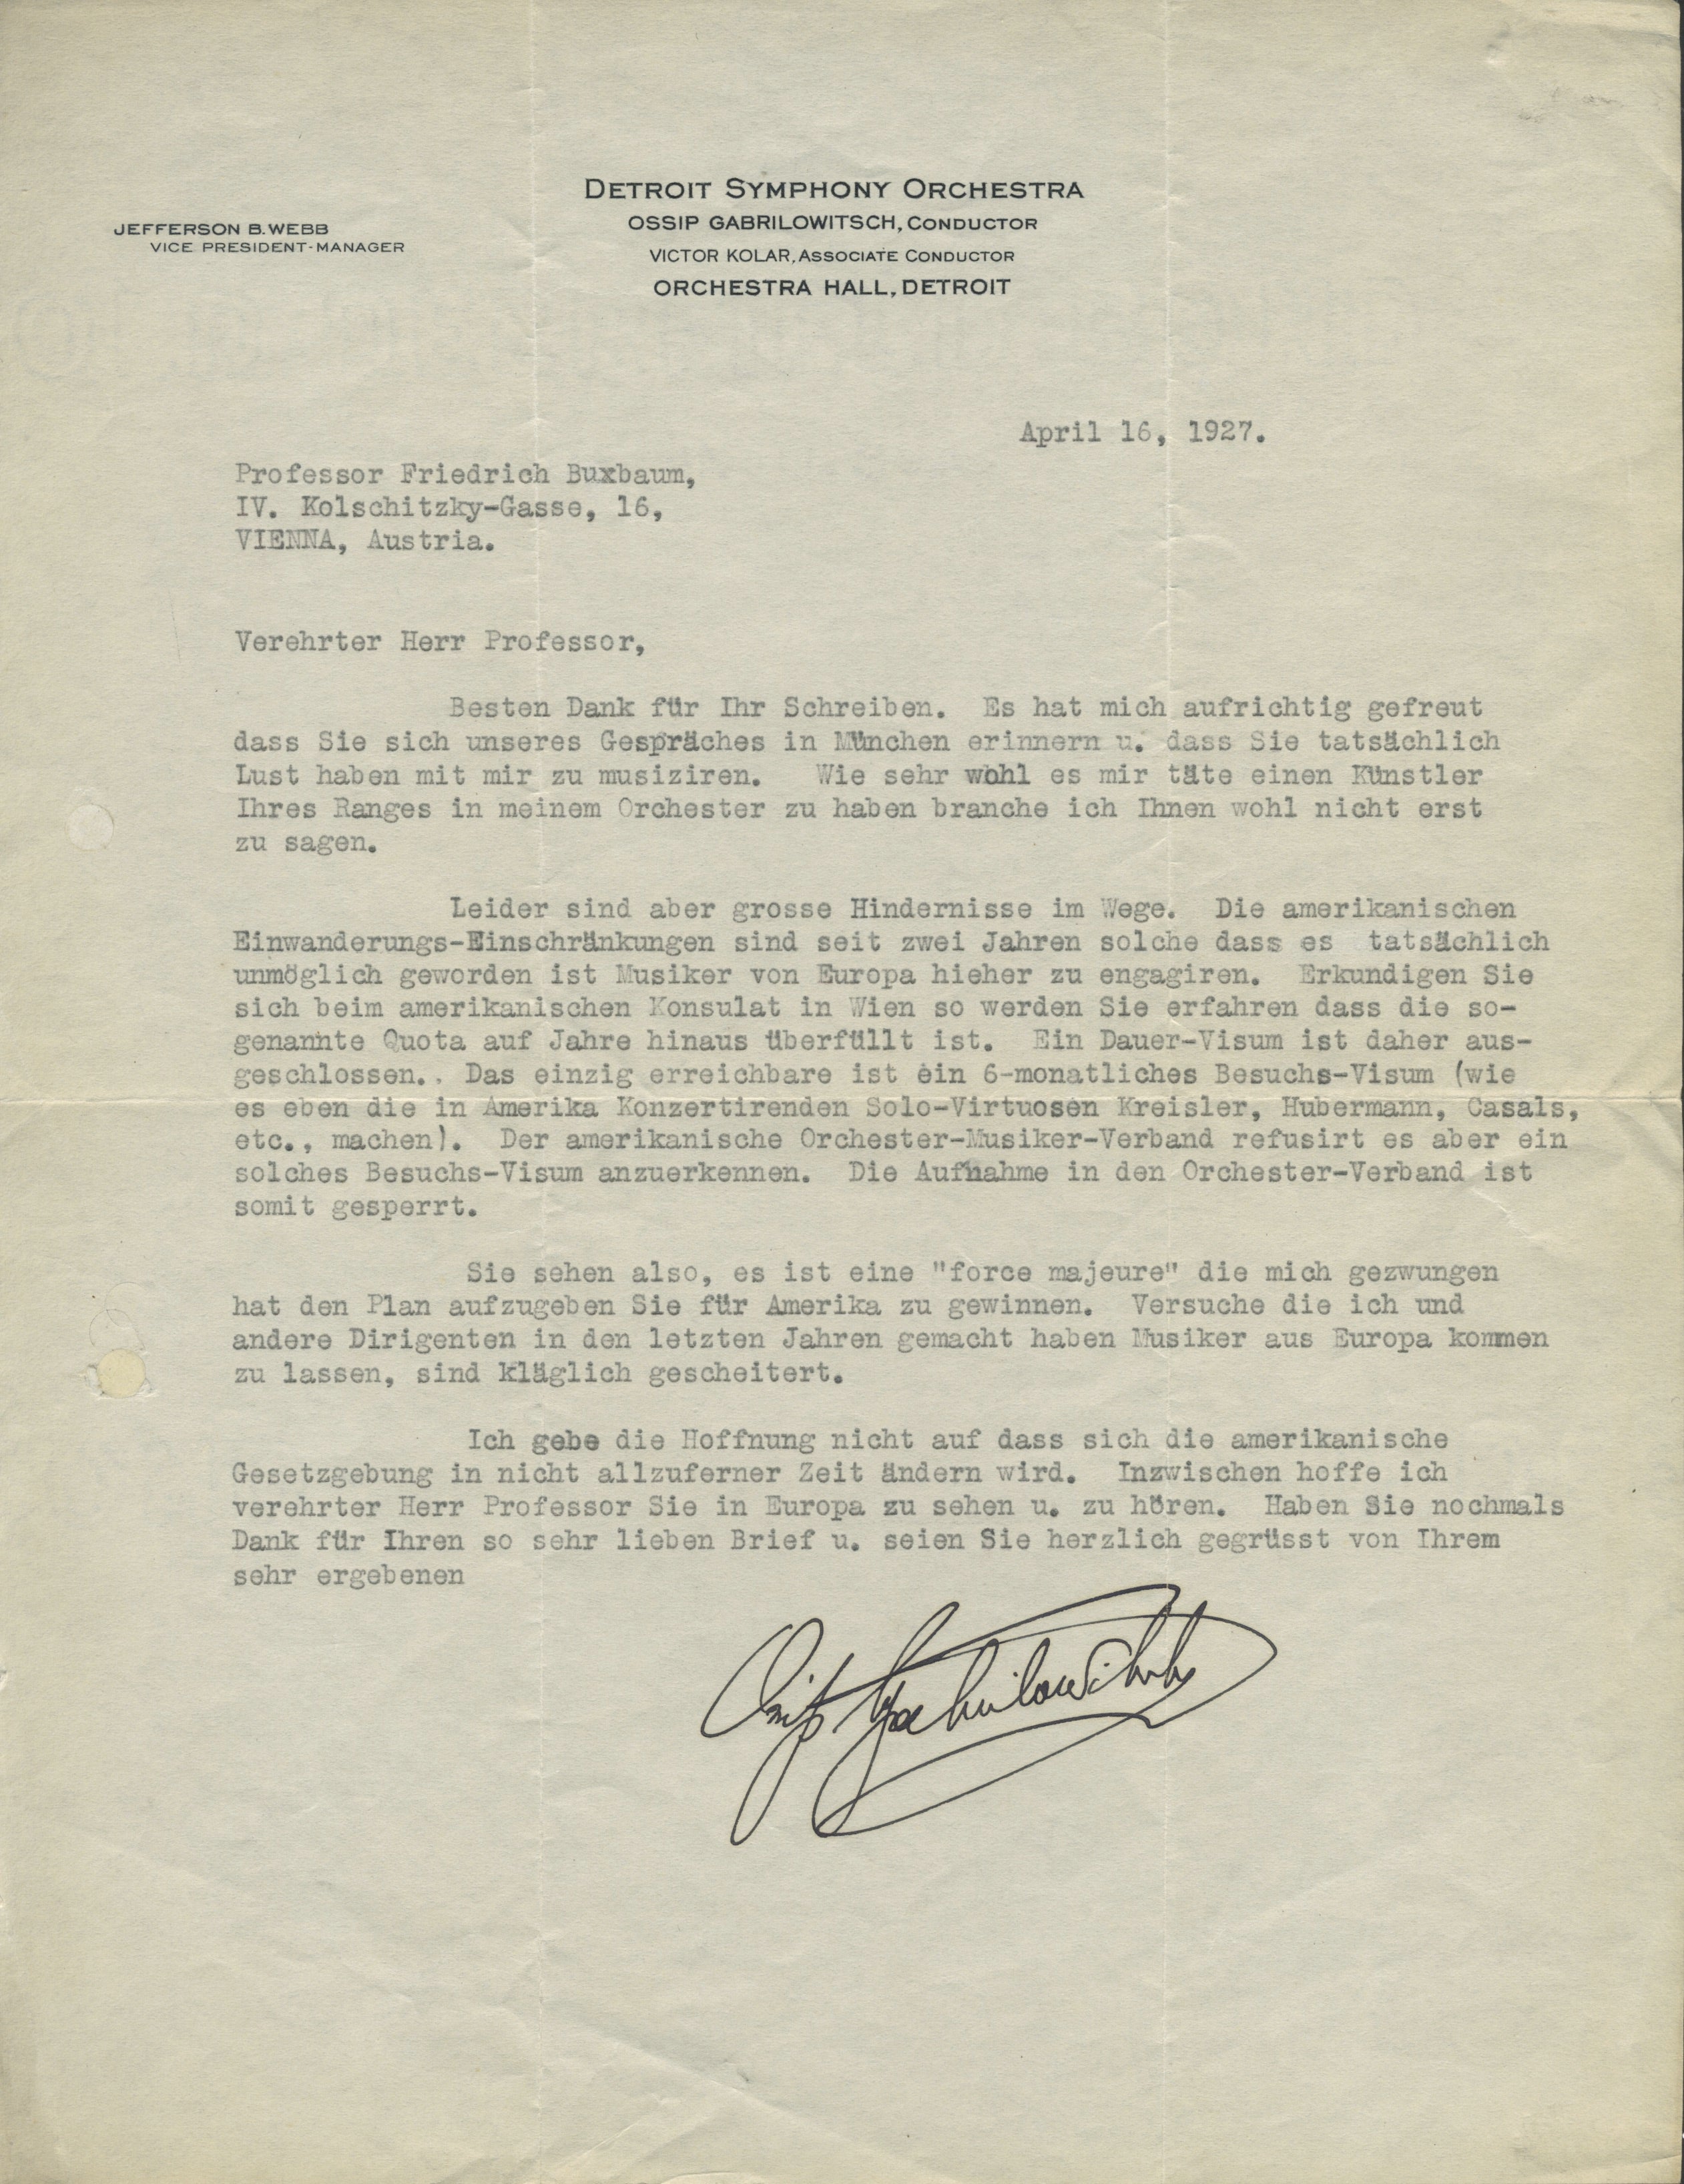 DETROIT SYMPHONY ORCHESTRA
OSSIP GABRILOWITSCH, CONDUCTOR
JEFFERSON B. WEBB
VICE PRESIDENT-MANAGER
VICTOR KOLAR, ASSOCIATE CONDUCTOR
ORCHESTRA HALL, DETROIT
April 16, 1927.
Professor Friedrich Buxbaum,
IV. Kolschitzky-Gasse, 16,
VIENNA, Austria.
Verehrter Herr Professor,
Besten Dank für Ihr Schreiben. Es hat mich aufrichtig gefreut
dass Sie sich unseres Gespräches in München erinnern u. dass Sie tatsächlich
Lust haben mit mir zu musiziren. Wie sehr wohl es mir täte einen Künstler
Ihres Ranges in meinem Orchester zu haben branche ich Ihnen wohl nicht erst
zu sagen.
Leider sind aber grosse Hindernisse im Wege. Die amerikanischen
Einwanderungs-Einschränkungen sind seit zwei Jahren solche dass es tatsächlich
unmöglich geworden ist Musiker von Europa hieher zu engagiren. Erkundigen Sie
sich beim amerikanischen Konsulat in Wien so werden Sie erfahren dass die so-
genannte Quota auf Jahre hinaus überfüllt ist. Ein Dauer-Visum ist daher aus-
geschlossen.. Das einzig erreichbare ist ein 6-monatliches Besuchs-Visum (wie
es eben die in Amerika Konzertirenden Solo-Virtuosen Kreisler, Hubermann, Casals,
etc., machen). Der amerikanische Orchester-Musiker-Verband refusirt es aber ein
solches Besuchs-Visum anzuerkennen. Die Aufnahme in den Orchester-Verband ist
somit gesperrt.
Sie sehen also, es ist eine "force majeure" die mich gezwungen
hat den Plan aufzugeben Sie für Amerika zu gewinnen. Versuche die ich und
andere Dirigenten in den letzten Jahren gemacht haben Musiker aus Europa kommen
zu lassen, sind kläglich gescheitert.
Ich gebe die Hoffnung nicht auf dass sich die amerikanische
Gesetzgebung in nicht allzuferner Zeit ändern wird. Inzwischen hoffe ich
verehrter Herr Professor Sie in Europa zu sehen u. zu hören. Haben Sie nochmals
Dank für Ihren so sehr lieben Brief u. seien Sie herzlich gegrüsst von Ihrem
sehr ergebenen
Ossip Gabrilowitsch